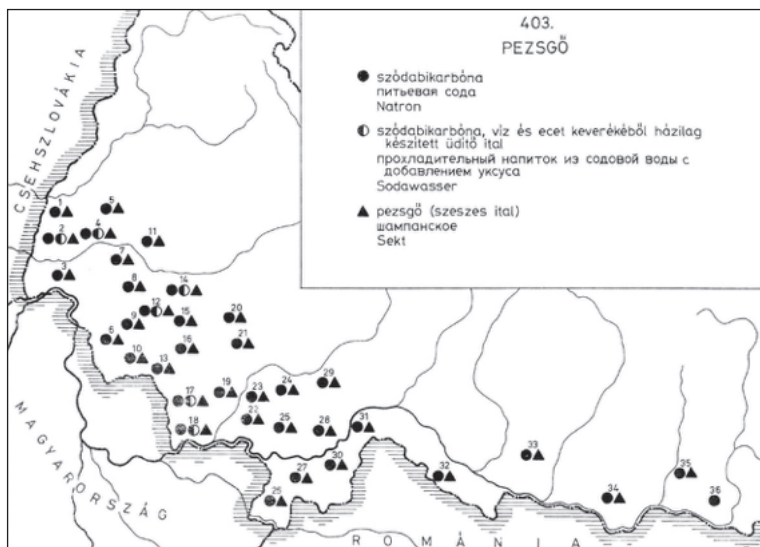 403.
PEZSGŐ
szódabikarbóna
питьевая сода
Natron
szódabikarbóna, víz és ecet keverékéből házilag
készített üdítő ital
прохладительный напиток из содовой воды с
добавлением уксуса
Sodawasser
pezsgő (szeszes ital)
шампанское
Sekt
CSEHSZLOVÁKIA
1
5
2
4
11
7
3
8
14
12
20
9
15
6
21
16
10
13
29
19
24
17
23
22
31
18
25
28
33
30
32
27
35
34
36
26
MAGYARORSZÁG
ROMÁNIA